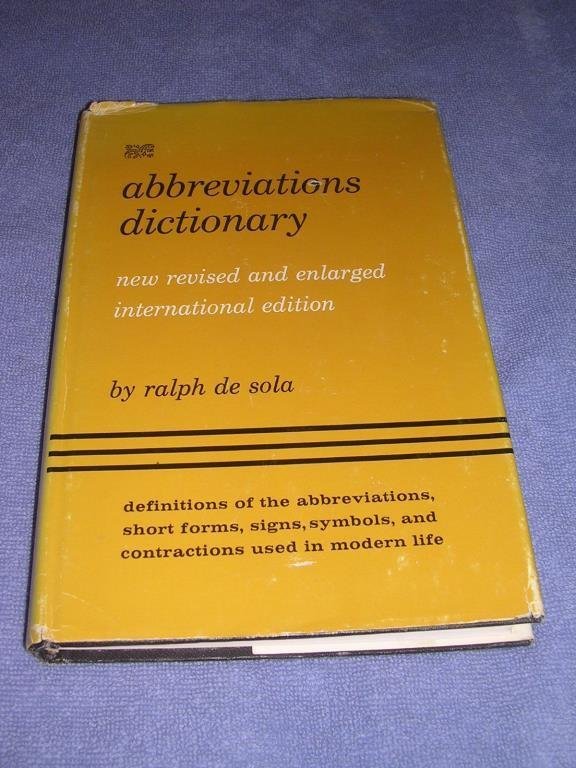 abbreviations
dictionary
new revised and enlarged
international edition
by ralph de sola
definitions of the abbreviations,
short forms, signs, symbols, and
contractions used in modern life